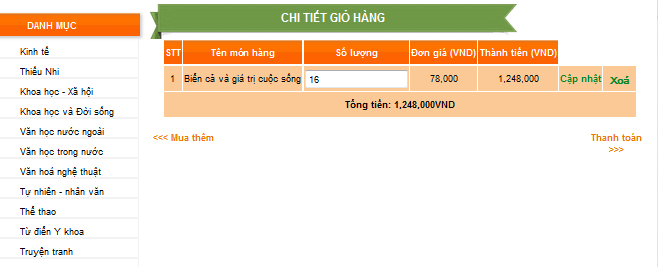 DANH MỤC
Kinh tế
Thiếu Nhi
Khoa học - Xã hội
Khoa học và Đời sống
Văn học nước ngoài
Văn học trong nước
Văn hoá nghệ thuật
Tự nhiên - nhân văn
Thể thao
Từ điển Y khoa
Truyện tranh
CHI TIẾT GIỎ HÀNG
STT Tên món hàng Số lượng Đơn giá (VND) Thành tiền (VND)
1 Biến cố và giá trị cuộc sống 16 78,000 1,248,000 Cập nhật Xoá
Tổng tiền: 1,248,000VND
<<< Mua thêm
Thanh toàn
>>>